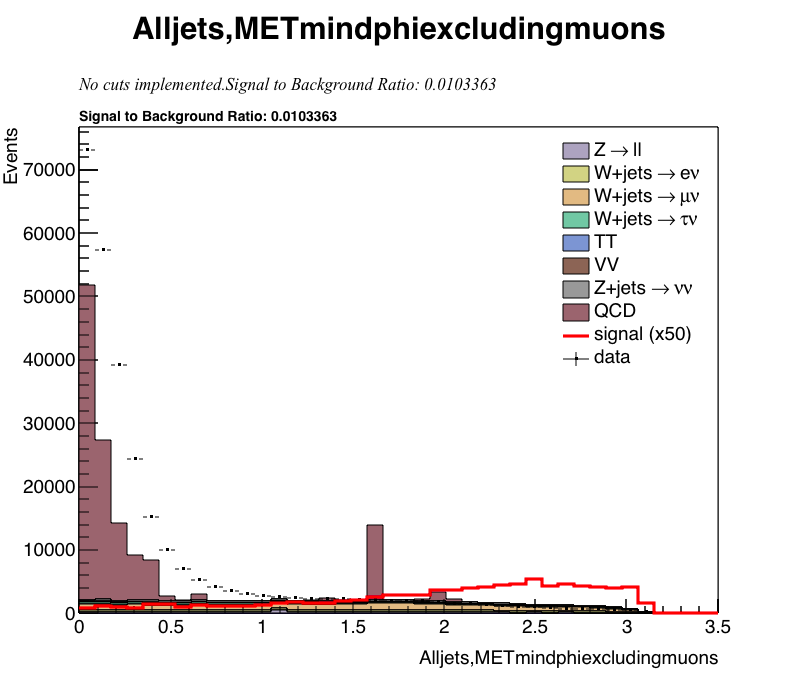 Alljets,METmindphiexcludingmuons
No cuts implemented.Signal to Background Ratio: 0.0103363
Signal to Background Ratio: 0.0103363
Events
70000
60000
50000
40000
30000
20000
10000
0
Z → ll
W+jets → eν
W+jets → μν
W+jets → τν
TT
VV
Z+jets → νν
QCD
signal (x50)
data
0 0.5 1 1.5 2 2.5 3 3.5
Alljets,METmindphiexcludingmuons